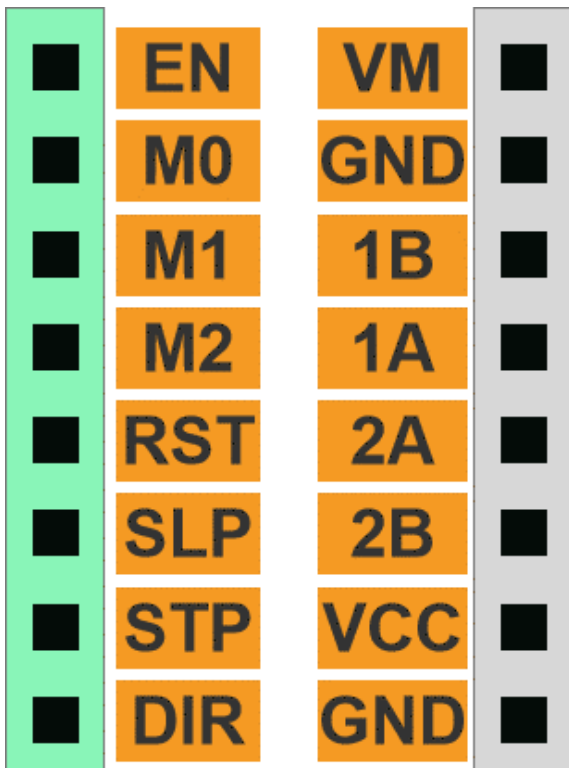 EN VM
M0 GND
M1 1B
M2 1A
RST 2A
SLP 2B
STP VCC
DIR GND